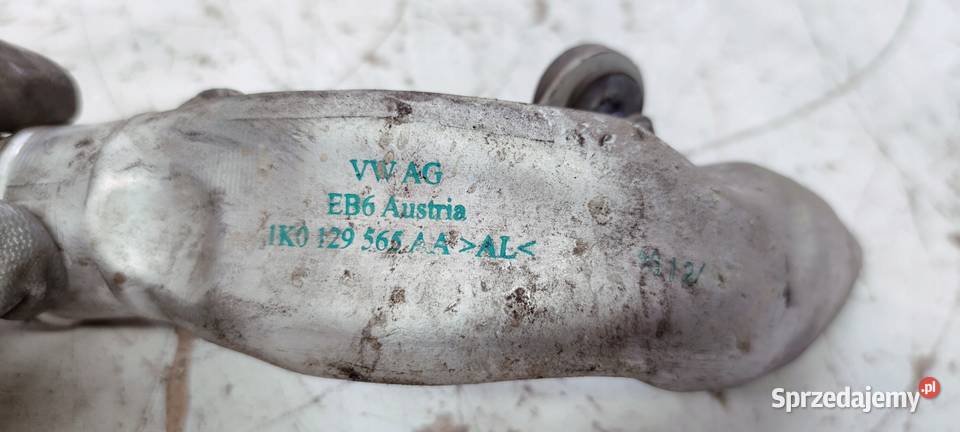 VW AG
EB6 Austria
1K0 129 565 AA >AL<
Sprzedajemy.pl